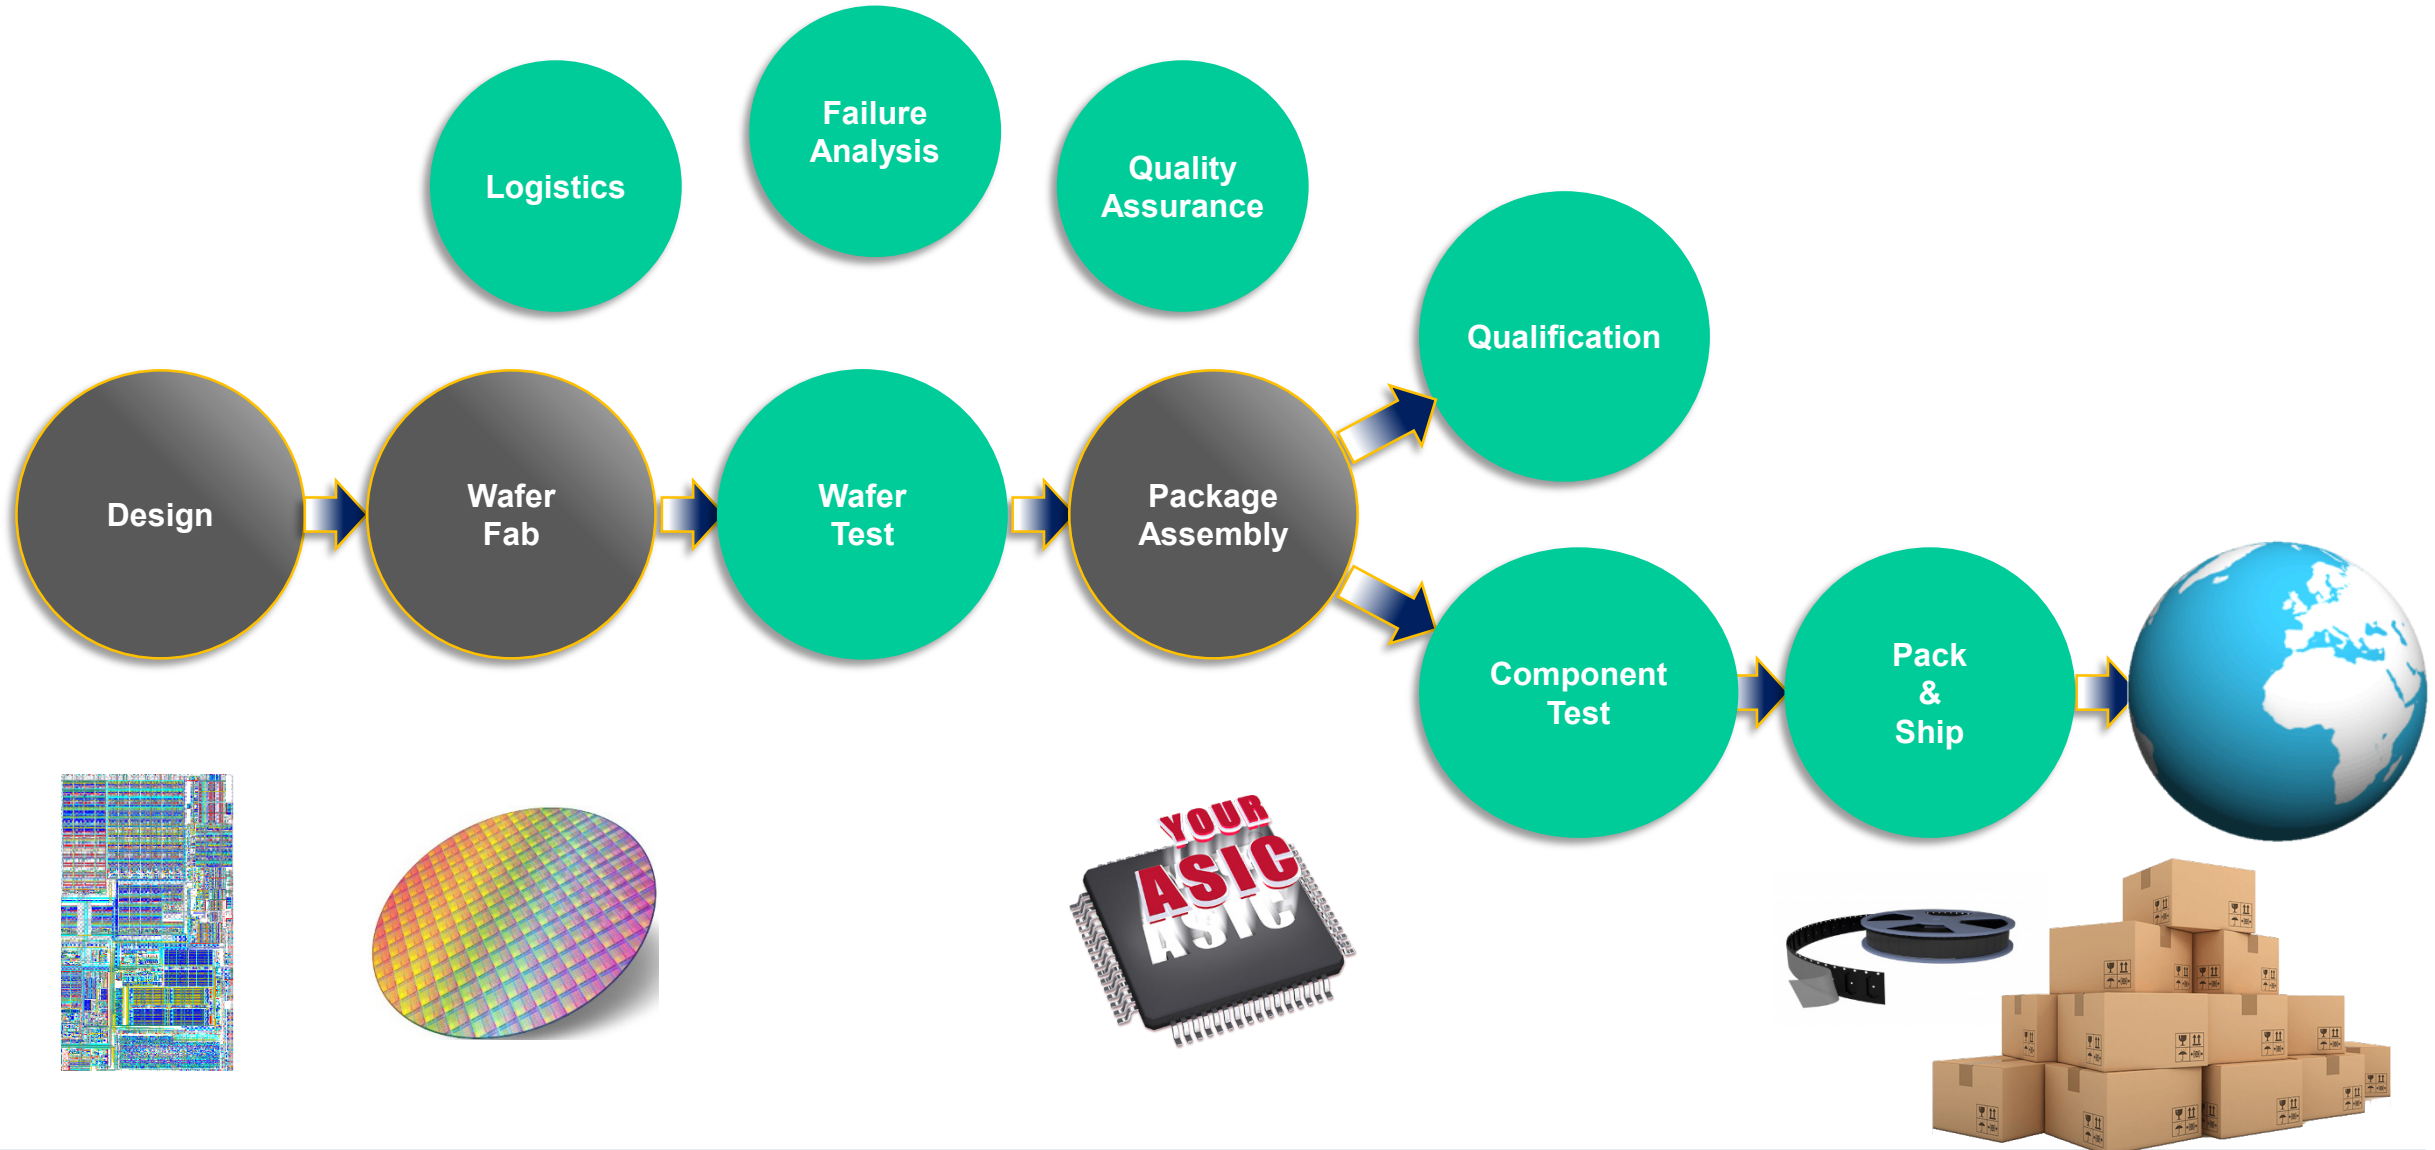 Logistics
Failure
Analysis
Quality
Assurance
Qualification
Design
Wafer
Fab
Wafer
Test
Package
Assembly
Component
Test
Pack
&
Ship
YOUR
ASIC
ASIC